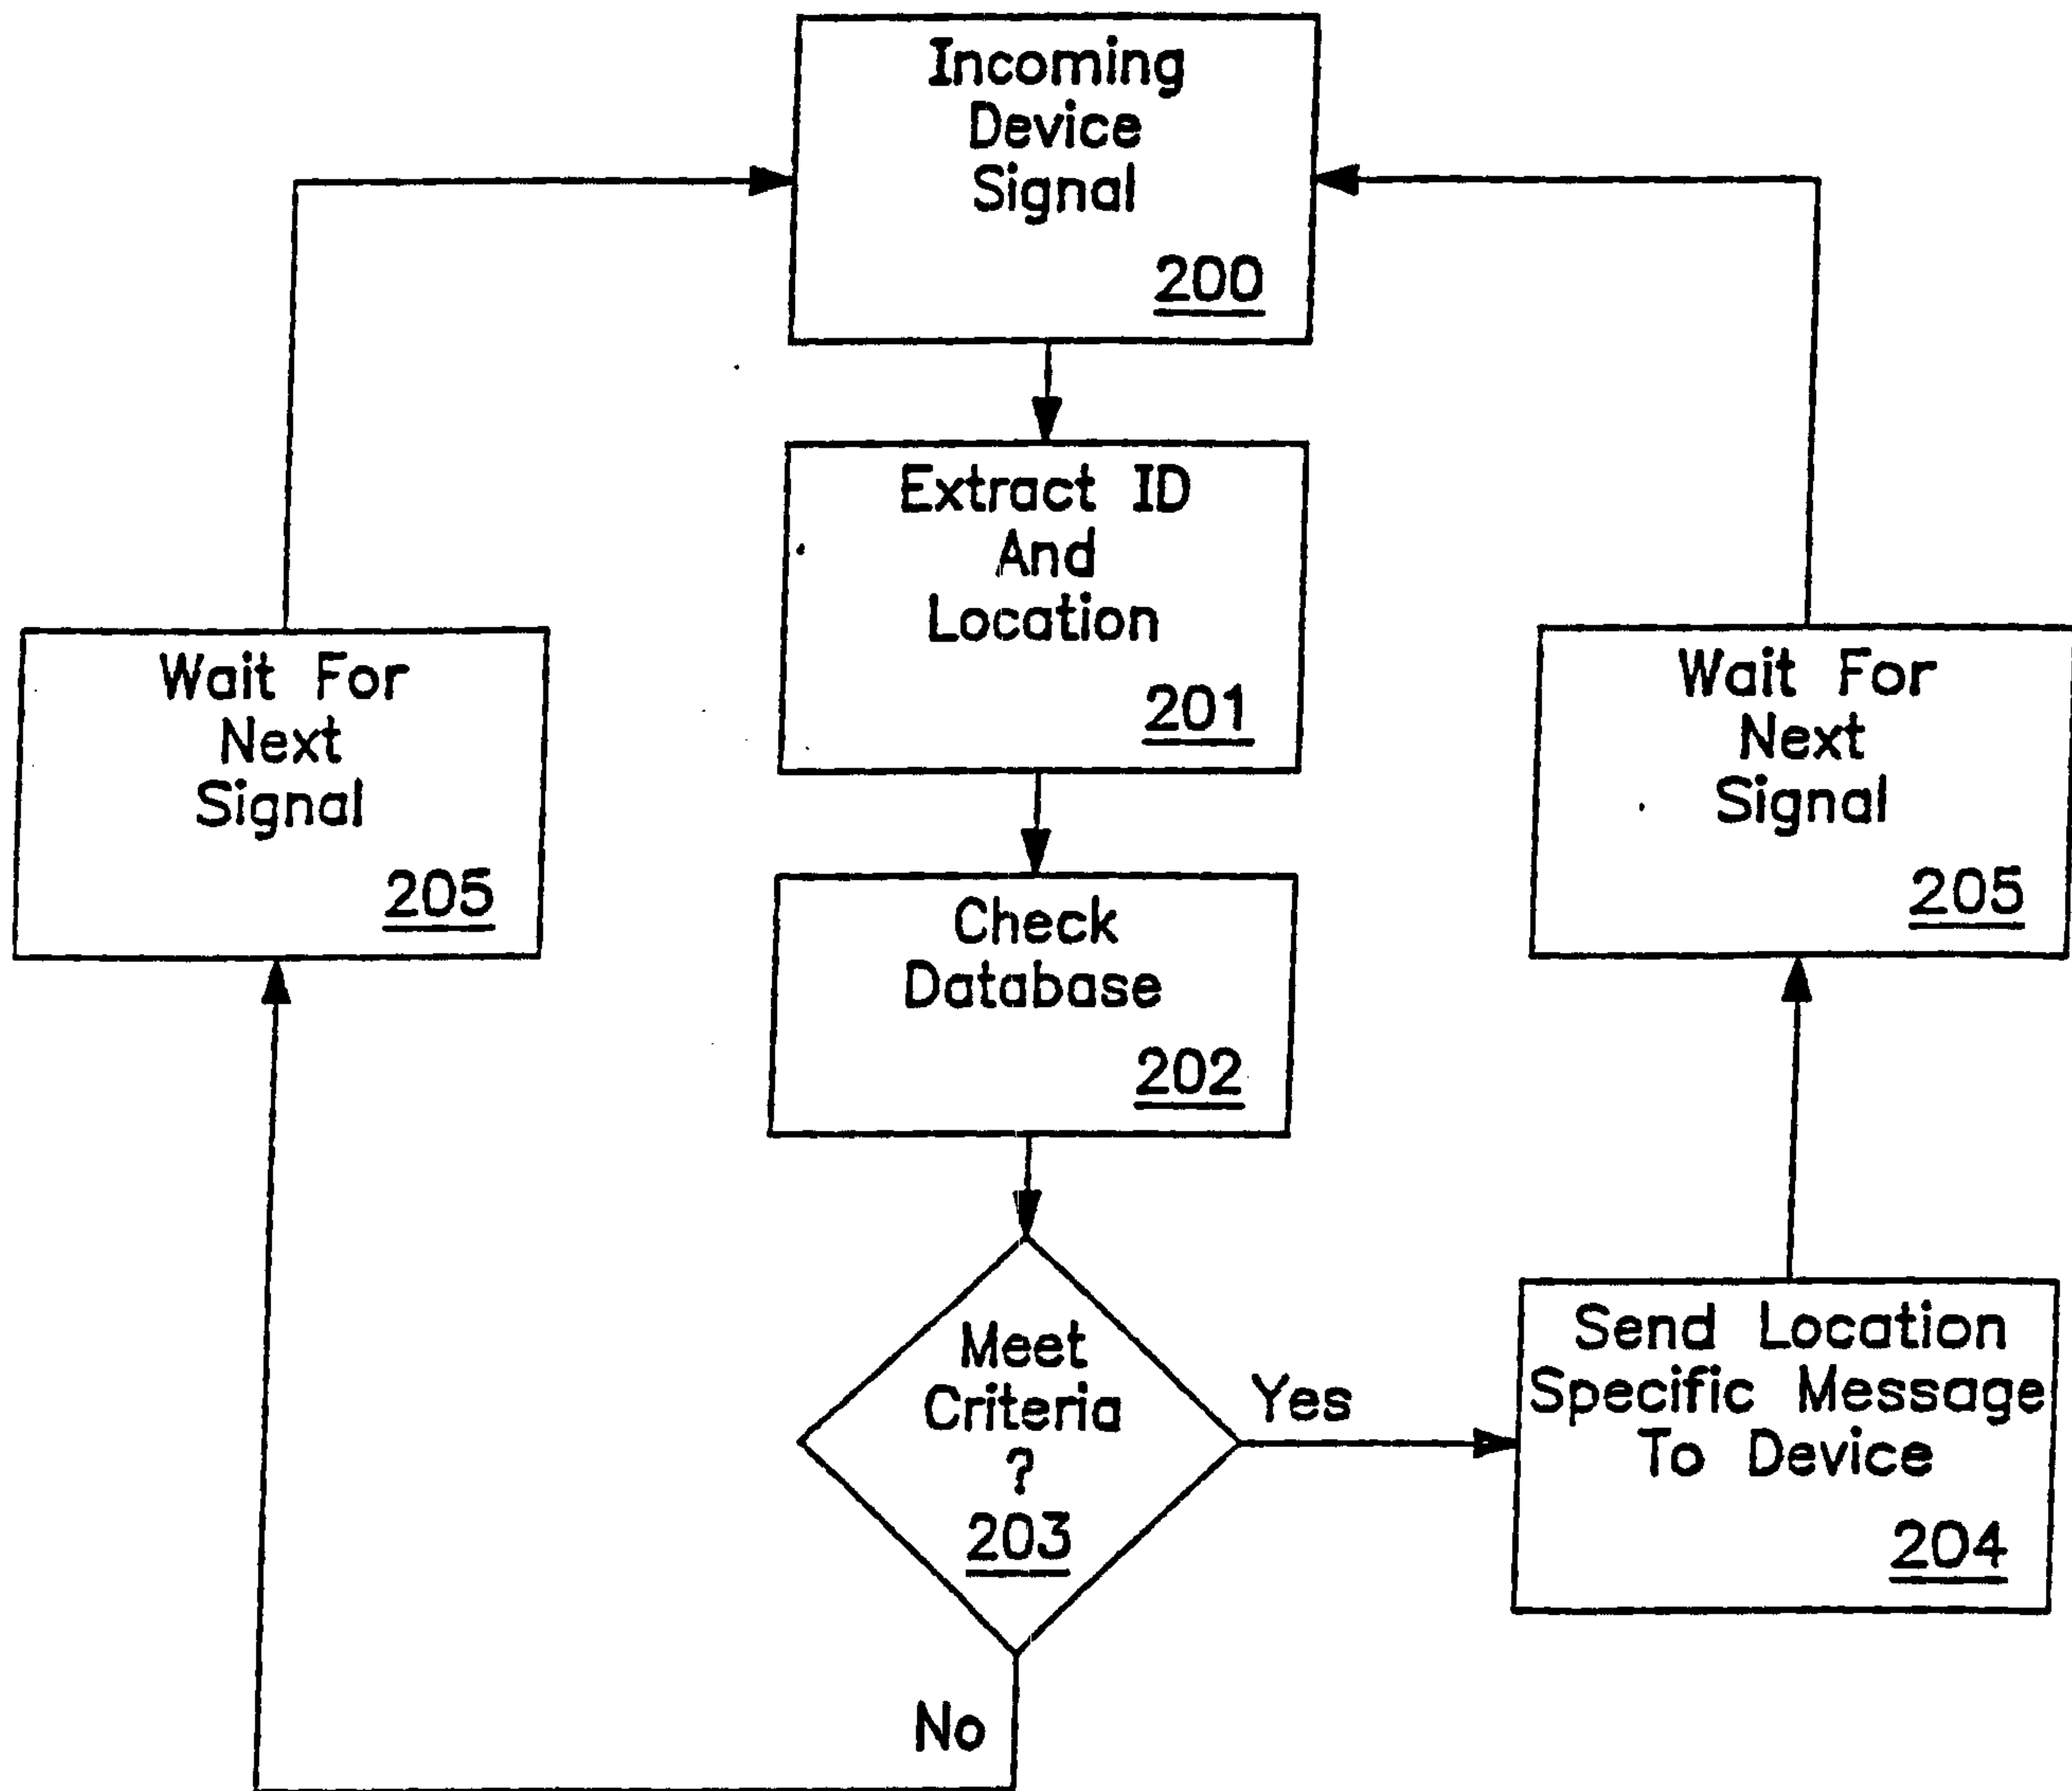 Incoming
Device
Signal
200
Extract ID
And
Location
201
Wait For
Next
Signal
205
Wait For
Next
Signal
205
Check
Database
202
Meet
Criteria
?
203
Yes
No
Send Location
Specific Message
To Device
204